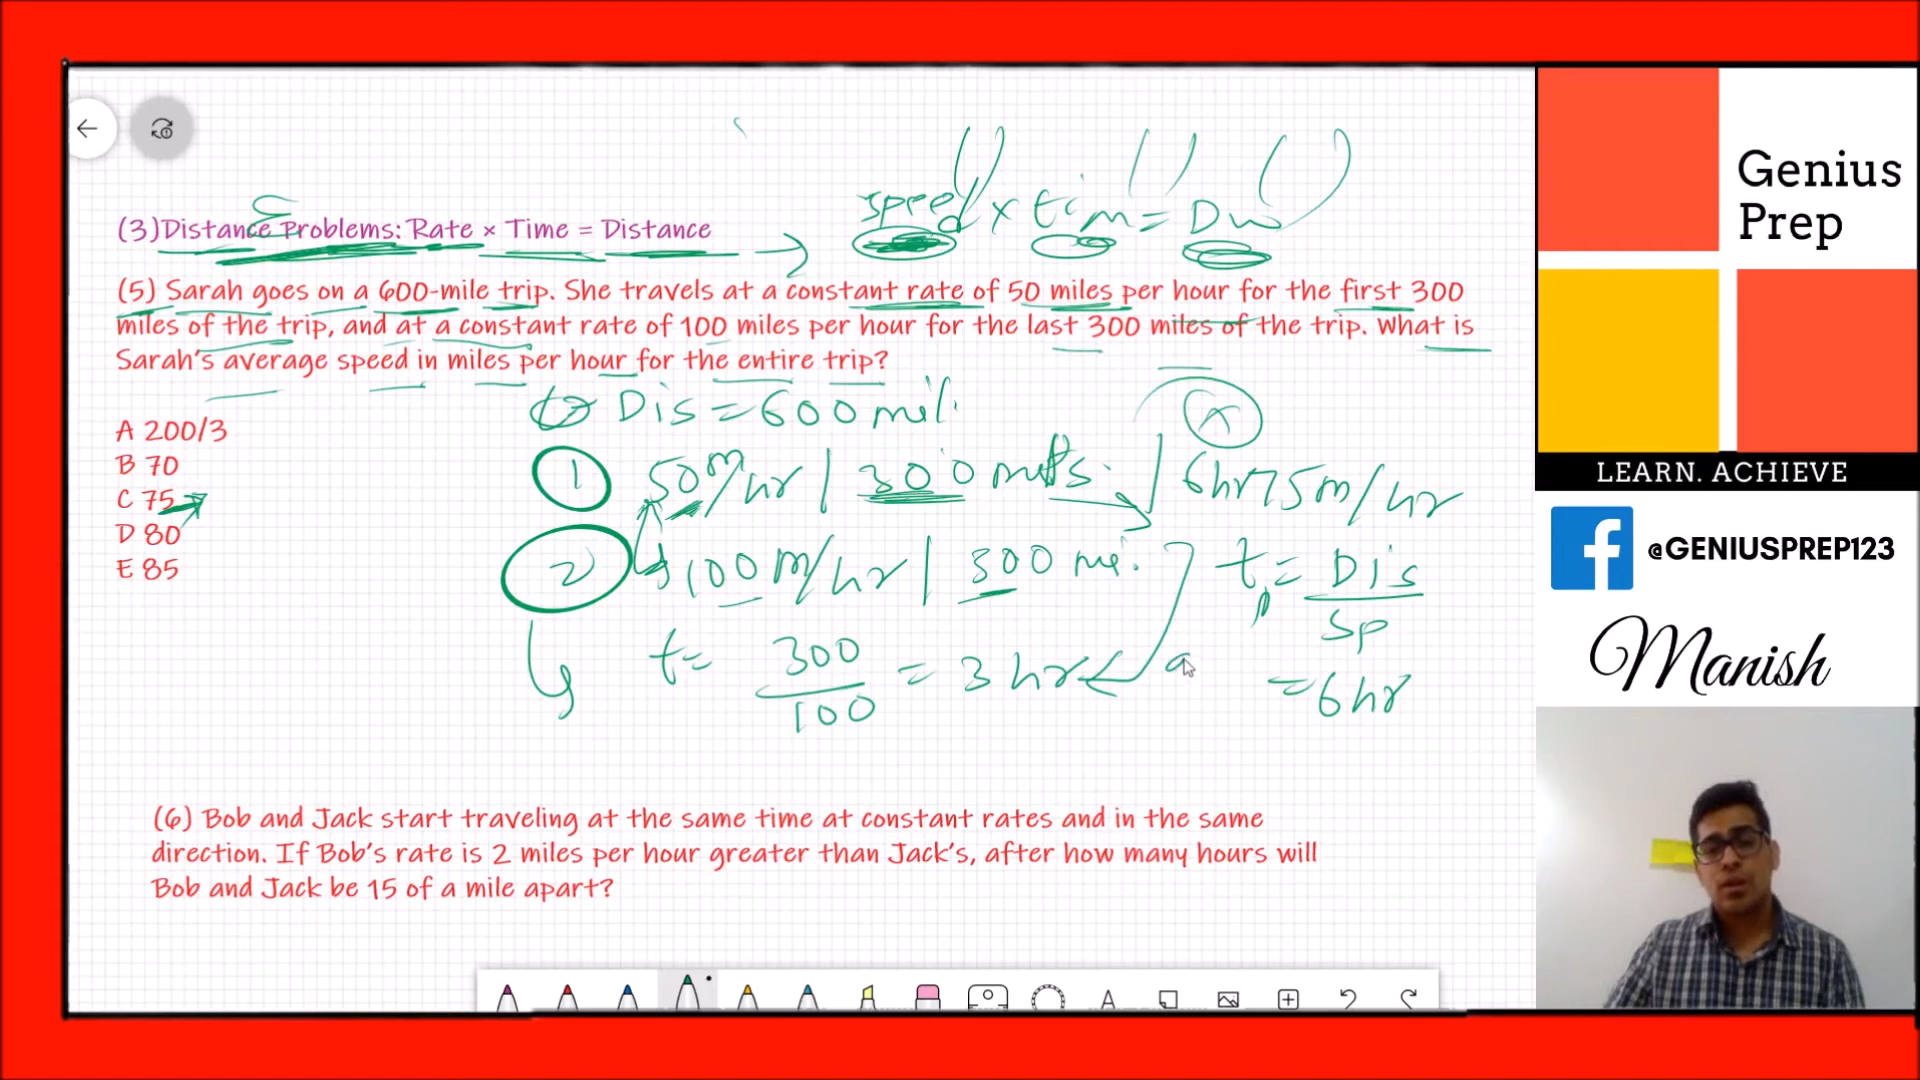 speed × tim = Dis
(3)Distance Problems: Rate × Time = Distance
(5) Sarah goes on a 600-mile trip. She travels at a constant rate of 50 miles per hour for the first 300
miles of the trip, and at a constant rate of 100 miles per hour for the last 300 miles of the trip. What is
Sarah's average speed in miles per hour for the entire trip?
A 200/3
B 70
C 75
D 80
E 85
Dis = 600 mil.
x
1 50 m/hr | 300 | 6hr 75 m/hr
2 100 m/hr | 300 mi.
t = Dis
Sp
= 6hr
t = 300
100
= 3 hr
(6) Bob and Jack start traveling at the same time at constant rates and in the same
direction. If Bob's rate is 2 miles per hour greater than Jack's, after how many hours will
Bob and Jack be 15 of a mile apart?
A
Genius
Prep
LEARN. ACHIEVE
f @GENIUSPREP123
Manish